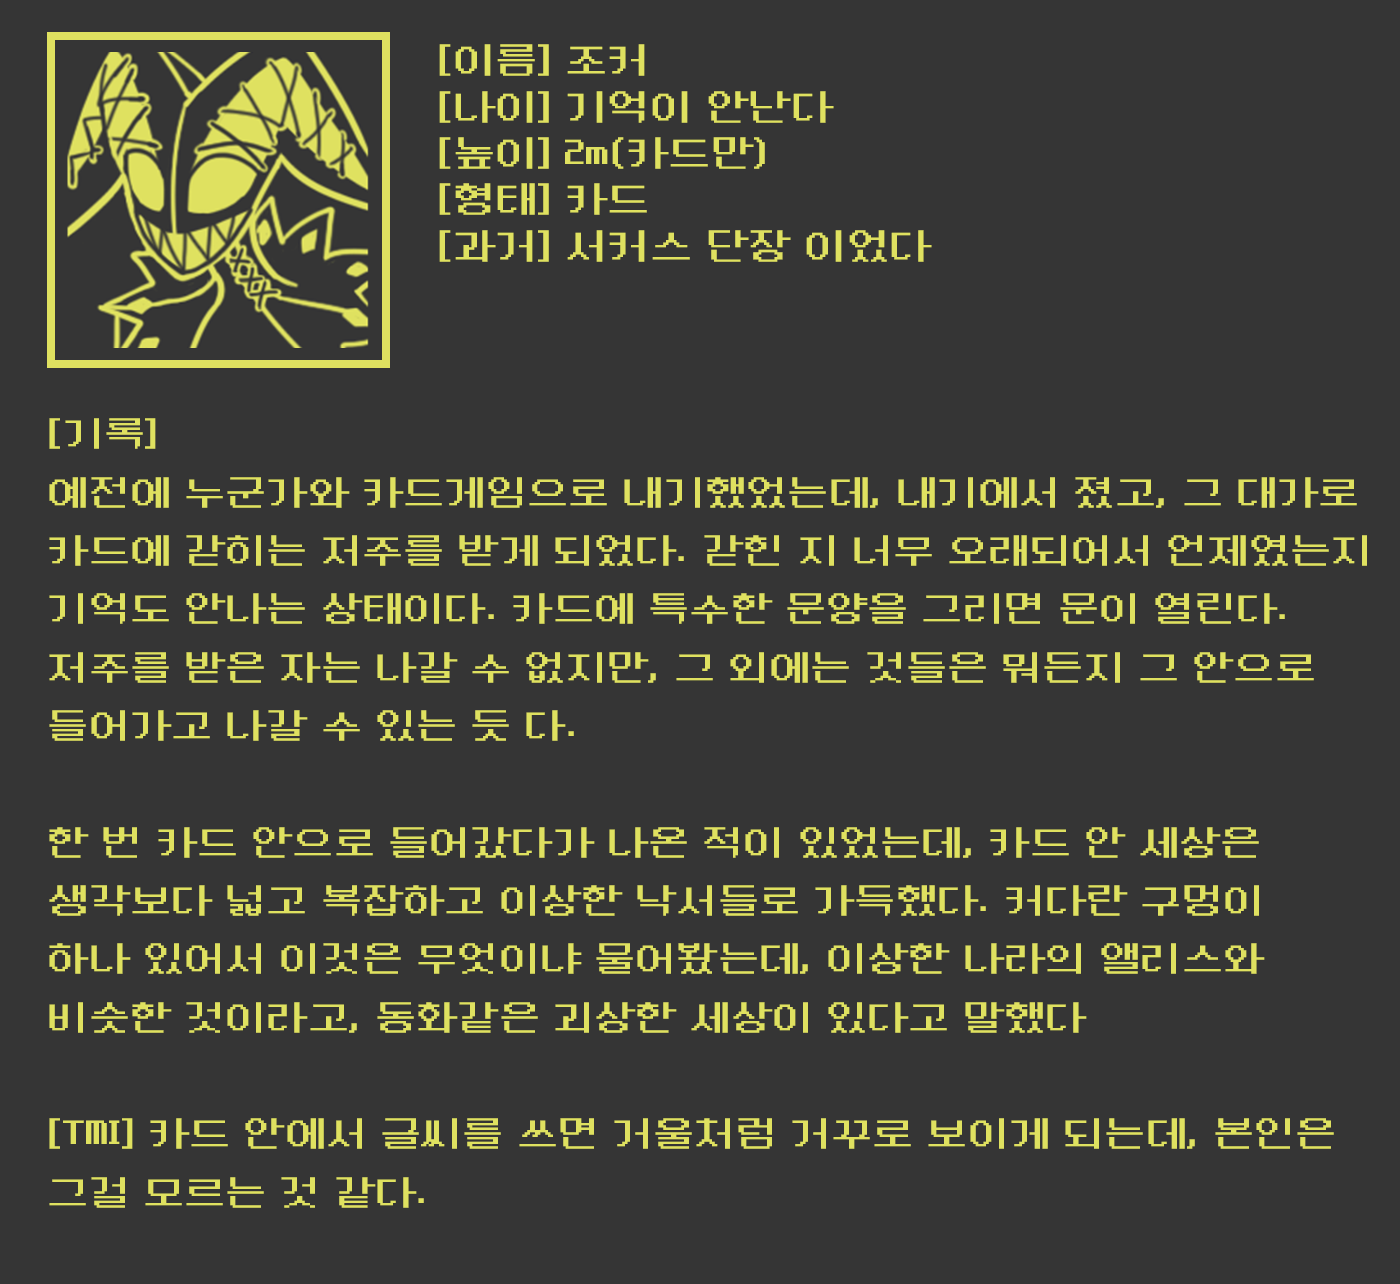 [이름] 조커
[나이] 기억이 안난다
[높이] 2m(카드만)
[형태] 카드
[과거] 서커스 단장 이었다
[기록]
예전에 누군가와 카드게임으로 내기했었는데, 내기에서 졌고, 그 대가로
카드에 갇히는 저주를 받게 되었다. 갇힌 지 너무 오래되어서 언제였는지
기억도 안나는 상태이다. 카드에 특수한 문양을 그리면 문이 열린다.
저주를 받은 자는 나갈 수 없지만, 그 외에는 것들은 뭐든지 그 안으로
들어가고 나갈 수 있는 듯 다.
한 번 카드 안으로 들어갔다가 나온 적이 있었는데, 카드 안 세상은
생각보다 넓고 복잡하고 이상한 낙서들로 가득했다. 커다란 구멍이
하나 있어서 이것은 무엇이냐 물어봤는데, 이상한 나라의 앨리스와
비슷한 것이라고, 동화같은 괴상한 세상이 있다고 말했다
[TMI] 카드 안에서 글씨를 쓰면 거울처럼 거꾸로 보이게 되는데, 본인은
그걸 모르는 것 같다.